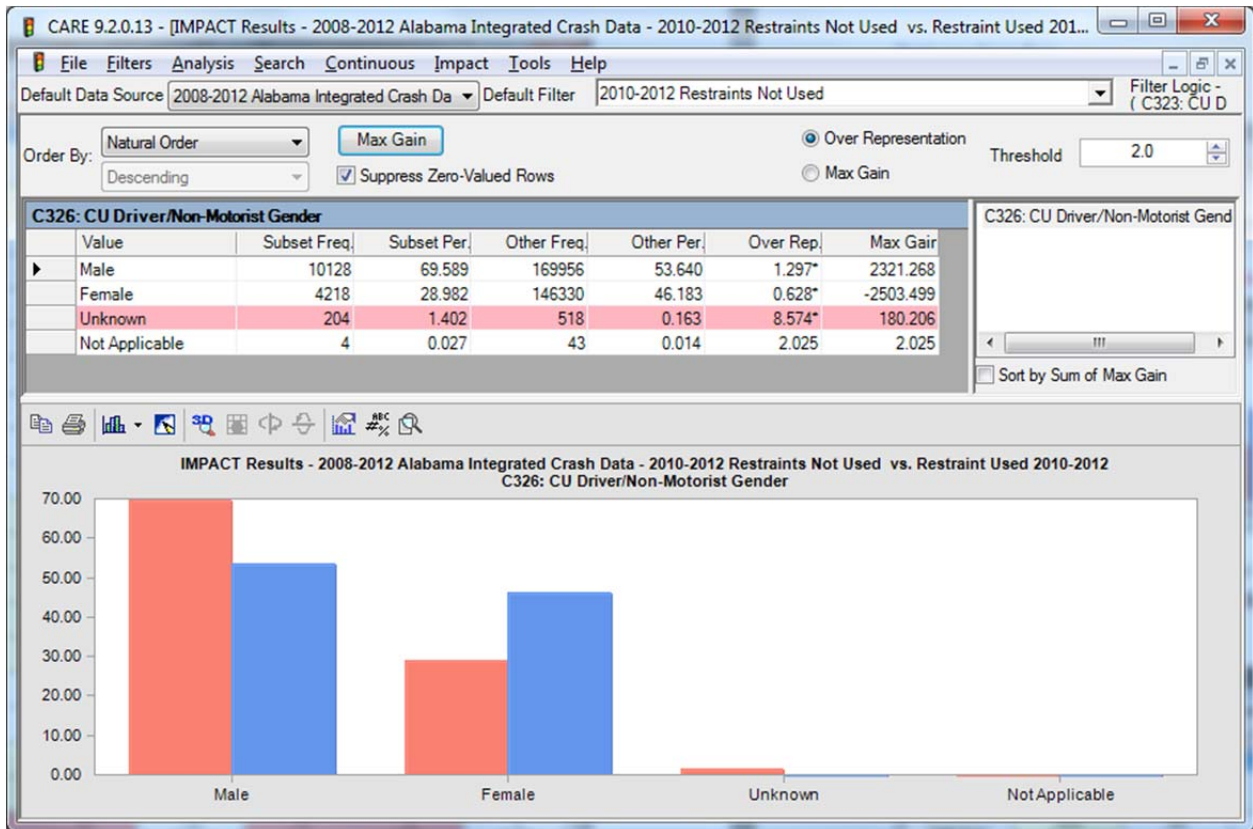 CARE 9.2.0.13 - [IMPACT Results - 2008-2012 Alabama Integrated Crash Data - 2010-2012 Restraints Not Used vs. Restraint Used 201...
File Filters Analysis Search Continuous Impact Tools Help
Default Data Source 2008-2012 Alabama Integrated Crash Da Default Filter 2010-2012 Restraints Not Used Filter Logic -
( C323: CU D
Order By: Natural Order Max Gain Over Representation Threshold 2.0
Descending Suppress Zero-Valued Rows Max Gain
C326: CU Driver/Non-Motorist Gender C326: CU Driver/Non-Motorist Gend
Value Subset Freq. Subset Per. Other Freq. Other Per. Over Rep. Max Gain
Male 10128 69.589 169956 53.640 1.297* 2321.268
Female 4218 28.982 146330 46.183 0.628* -2503.499
Unknown 204 1.402 518 0.163 8.574* 180.206
Not Applicable 4 0.027 43 0.014 2.025 2.025
Sort by Sum of Max Gain
3D ABC #%
IMPACT Results - 2008-2012 Alabama Integrated Crash Data - 2010-2012 Restraints Not Used vs. Restraint Used 2010-2012
C326: CU Driver/Non-Motorist Gender
70.00
60.00
50.00
40.00
30.00
20.00
10.00
0.00
Male Female Unknown Not Applicable